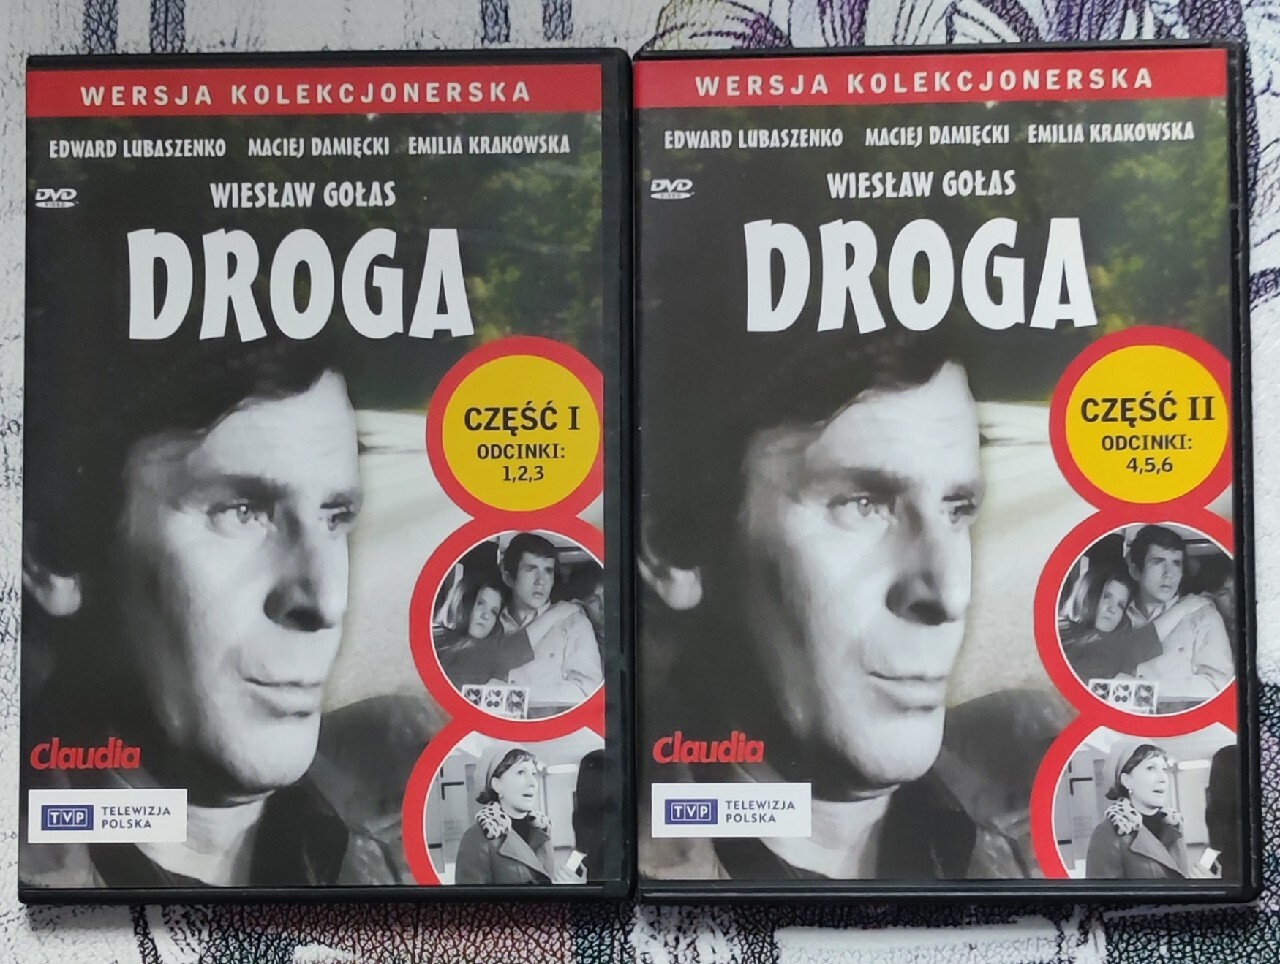 WERSJA KOLEKCJONERSKA
EDWARD LUBASZENKO MACIEJ DAMIĘCKI EMILIA KRAKOWSKA
DVD
VIDEO
WIESŁAW GOŁAS
DROGA
CZĘŚĆ I
ODCINKI:
1,2,3
Claudia
TVP TELEWIZJA
POLSKA
WERSJA KOLEKCJONERSKA
EDWARD LUBASZENKO MACIEJ DAMIĘCKI EMILIA KRAKOWSKA
DVD
VIDEO
WIESŁAW GOŁAS
DROGA
CZĘŚĆ II
ODCINKI:
4,5,6
Claudia
TVP TELEWIZJA
POLSKA